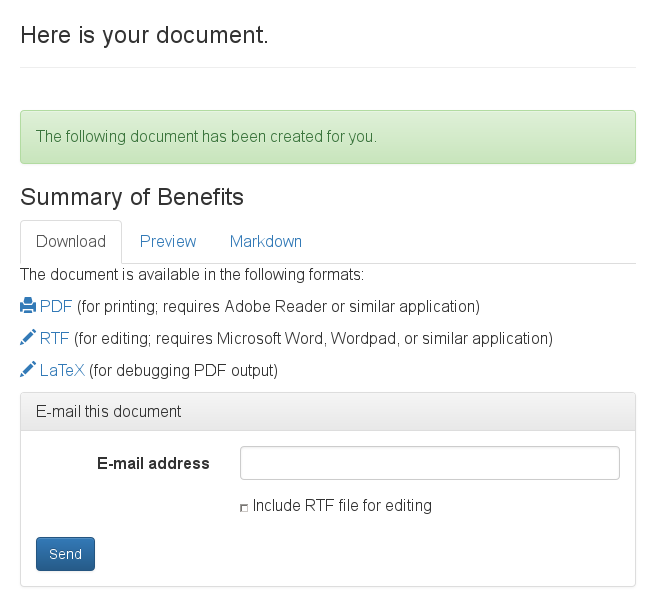 Here is your document.
The following document has been created for you.
Summary of Benefits
Download Preview Markdown
The document is available in the following formats:
PDF (for printing; requires Adobe Reader or similar application)
RTF (for editing; requires Microsoft Word, Wordpad, or similar application)
LaTeX (for debugging PDF output)
E-mail this document
E-mail address
Include RTF file for editing
Send